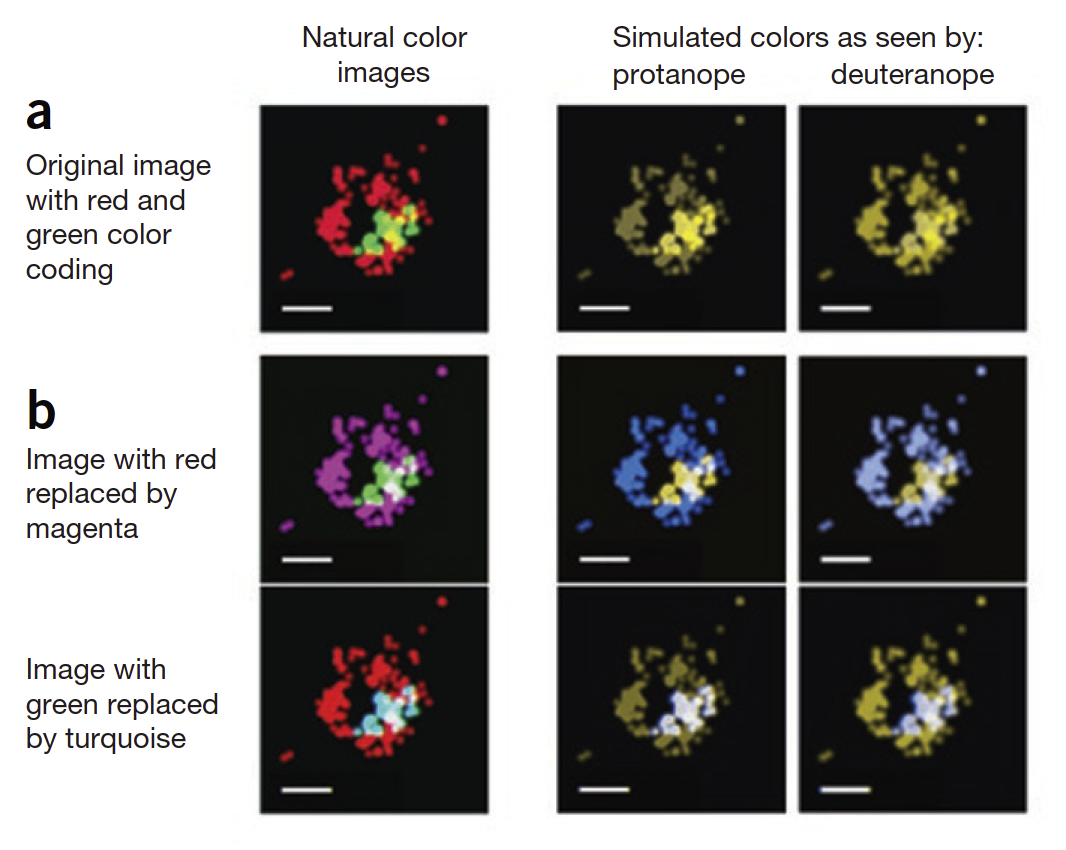 Natural color
images
Simulated colors as seen by:
protanope
deuteranope
a
Original image
with red and
green color
coding
b
Image with red
replaced by
magenta
Image with
green replaced
by turquoise